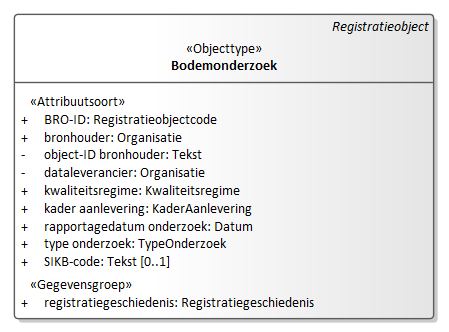 Registratieobject
«Objecttype»
Bodemonderzoek
«Attribuutsoort»
+ BRO-ID: Registratieobjectcode
+ bronhouder: Organisatie
- object-ID bronhouder: Tekst
- dataleverancier: Organisatie
+ kwaliteitsregime: Kwaliteitsregime
+ kader aanlevering: KaderAanlevering
+ rapportagedatum onderzoek: Datum
+ type onderzoek: TypeOnderzoek
+ SIKB-code: Tekst [0..1]
«Gegevensgroep»
+ registratiegeschiedenis: Registratiegeschiedenis